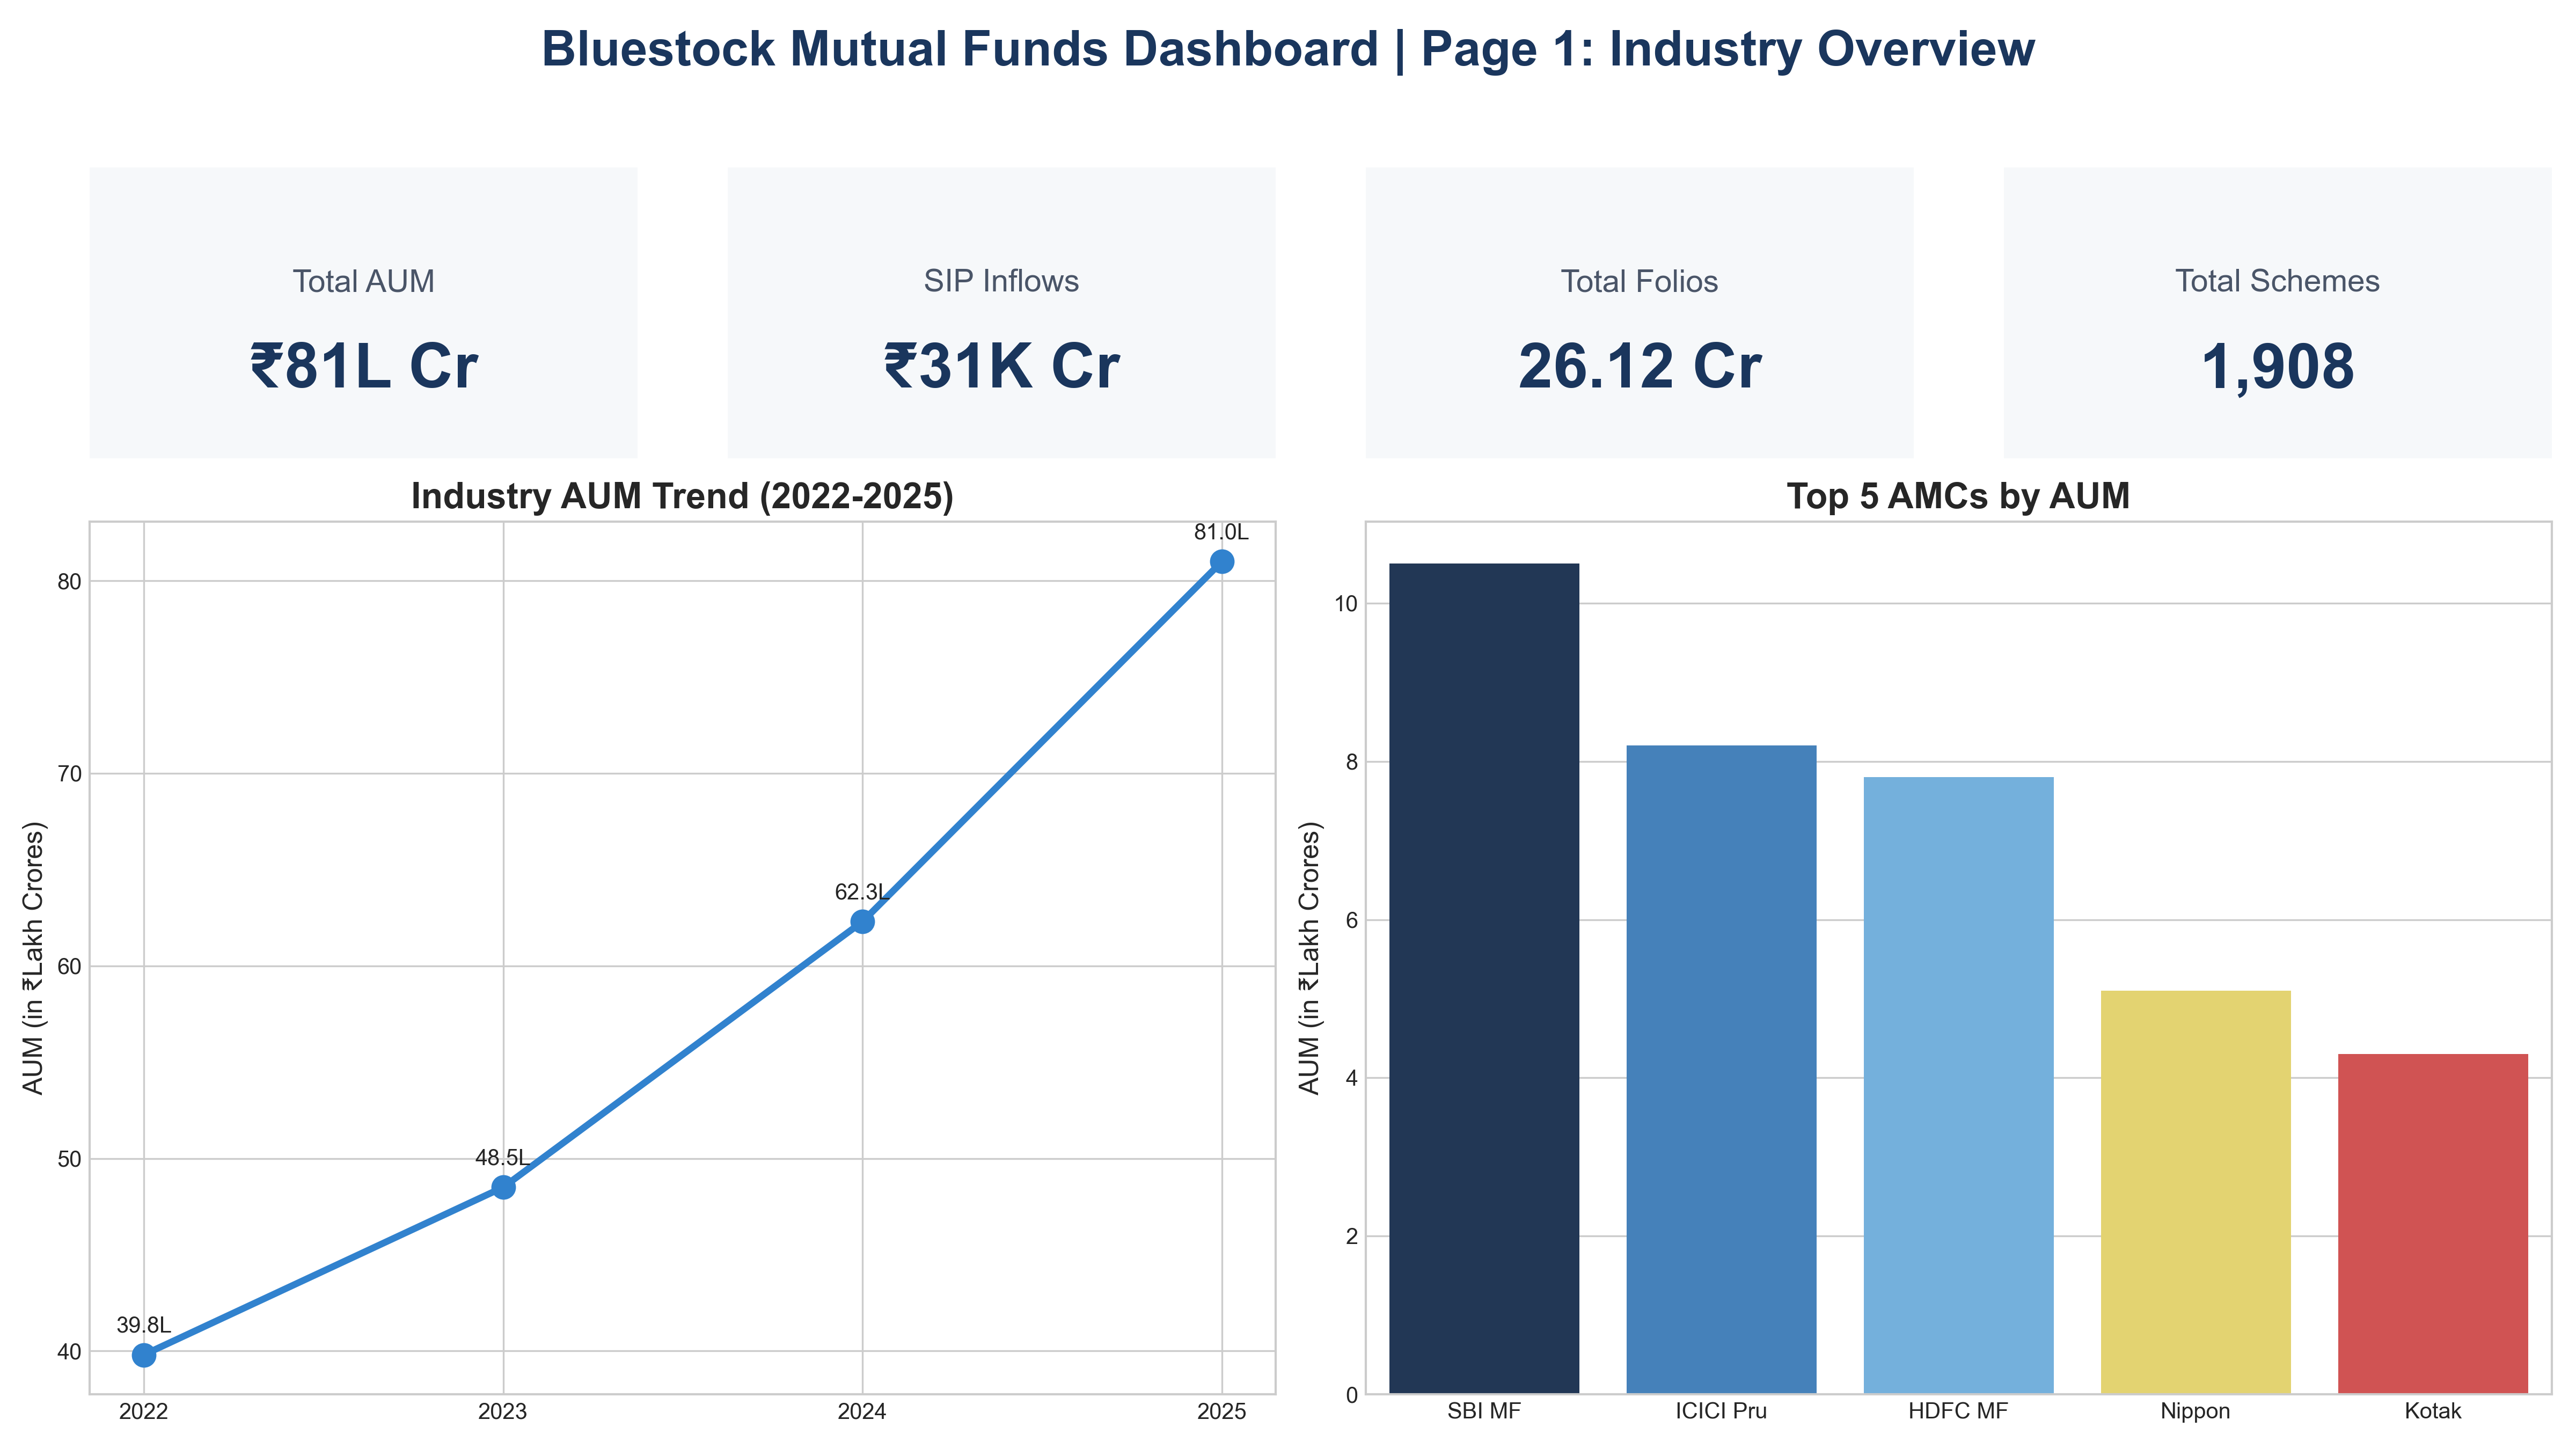 Bluestock Mutual Funds Dashboard | Page 1: Industry Overview
Total AUM
₹81L Cr
SIP Inflows
₹31K Cr
Total Folios
26.12 Cr
Total Schemes
1,908
Industry AUM Trend (2022-2025)
AUM (in ₹Lakh Crores)
80
70
60
50
40
39.8L
48.5L
62.3L
81.0L
2022
2023
2024
2025
Top 5 AMCs by AUM
AUM (in ₹Lakh Crores)
10
8
6
4
2
0
SBI MF
ICICI Pru
HDFC MF
Nippon
Kotak